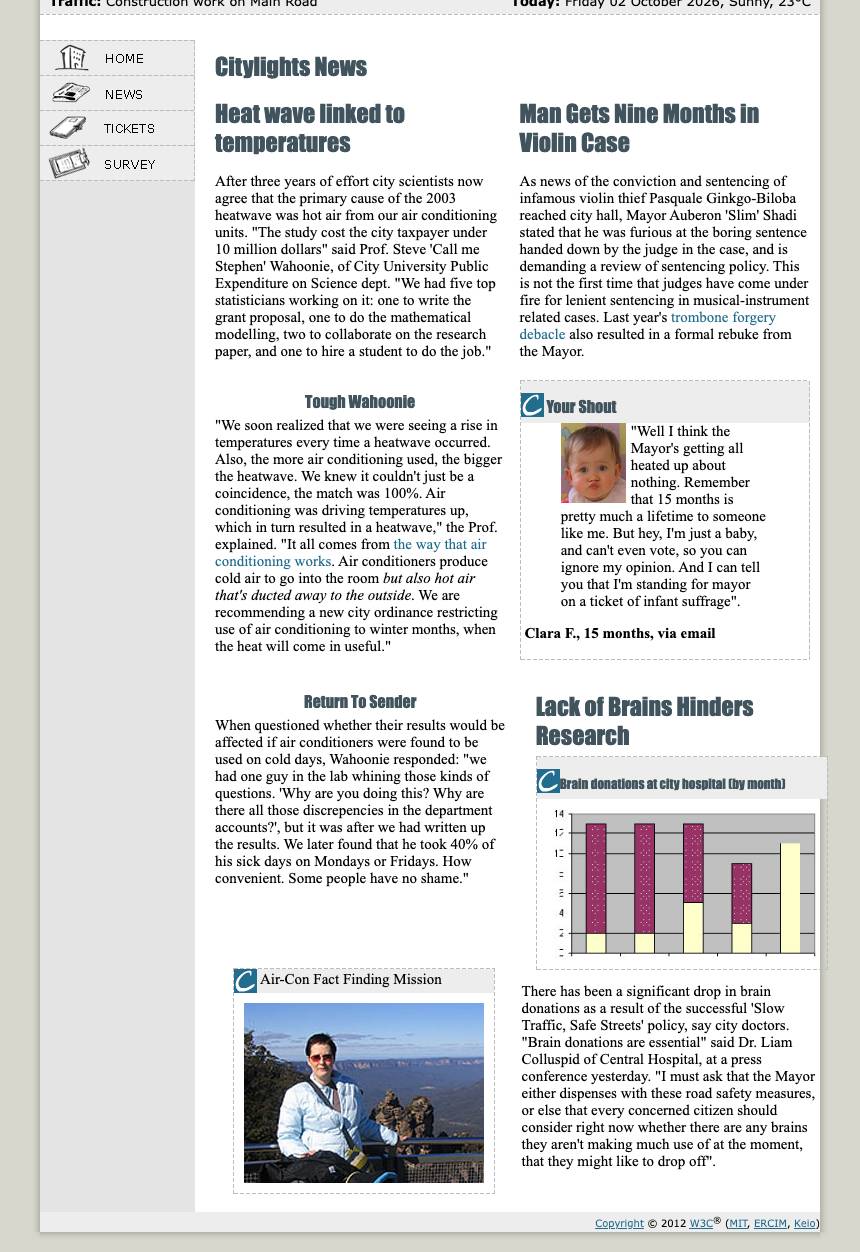 Traffic: Construction work on Main Road
Today: Friday 02 October 2026, Sunny, 23°C
HOME
NEWS
TICKETS
SURVEY
Citylights News
Heat wave linked to
temperatures
After three years of effort city scientists now
agree that the primary cause of the 2003
heatwave was hot air from our air conditioning
units. "The study cost the city taxpayer under
10 million dollars" said Prof. Steve 'Call me
Stephen' Wahoonie, of City University Public
Expenditure on Science dept. "We had five top
statisticians working on it: one to write the
grant proposal, one to do the mathematical
modelling, two to collaborate on the research
paper, and one to hire a student to do the job."
Tough Wahoonie
"We soon realized that we were seeing a rise in
temperatures every time a heatwave occurred.
Also, the more air conditioning used, the bigger
the heatwave. We knew it couldn't just be a
coincidence, the match was 100%. Air
conditioning was driving temperatures up,
which in turn resulted in a heatwave," the Prof.
explained. "It all comes from the way that air
conditioning works. Air conditioners produce
cold air to go into the room but also hot air
that's ducted away to the outside. We are
recommending a new city ordinance restricting
use of air conditioning to winter months, when
the heat will come in useful."
Return To Sender
When questioned whether their results would be
affected if air conditioners were found to be
used on cold days, Wahoonie responded: "we
had one guy in the lab whining those kinds of
questions. 'Why are you doing this? Why are
there all those discrepencies in the department
accounts?', but it was after we had written up
the results. We later found that he took 40% of
his sick days on Mondays or Fridays. How
convenient. Some people have no shame."
C Air-Con Fact Finding Mission
Man Gets Nine Months in
Violin Case
As news of the conviction and sentencing of
infamous violin thief Pasquale Ginkgo-Biloba
reached city hall, Mayor Auberon 'Slim' Shadi
stated that he was furious at the boring sentence
handed down by the judge in the case, and is
demanding a review of sentencing policy. This
is not the first time that judges have come under
fire for lenient sentencing in musical-instrument
related cases. Last year's trombone forgery
debacle also resulted in a formal rebuke from
the Mayor.
C Your Shout
"Well I think the
Mayor's getting all
heated up about
nothing. Remember
that 15 months is
pretty much a lifetime to someone
like me. But hey, I'm just a baby,
and can't even vote, so you can
ignore my opinion. And I can tell
you that I'm standing for mayor
on a ticket of infant suffrage".
Clara F., 15 months, via email
Lack of Brains Hinders
Research
C Brain donations at city hospital (by month)
14
12
4
2
There has been a significant drop in brain
donations as a result of the successful 'Slow
Traffic, Safe Streets' policy, say city doctors.
"Brain donations are essential" said Dr. Liam
Colluspid of Central Hospital, at a press
conference yesterday. "I must ask that the Mayor
either dispenses with these road safety measures,
or else that every concerned citizen should
consider right now whether there are any brains
they aren't making much use of at the moment,
that they might like to drop off".
Copyright © 2012 W3C® (MIT, ERCIM, Keio)